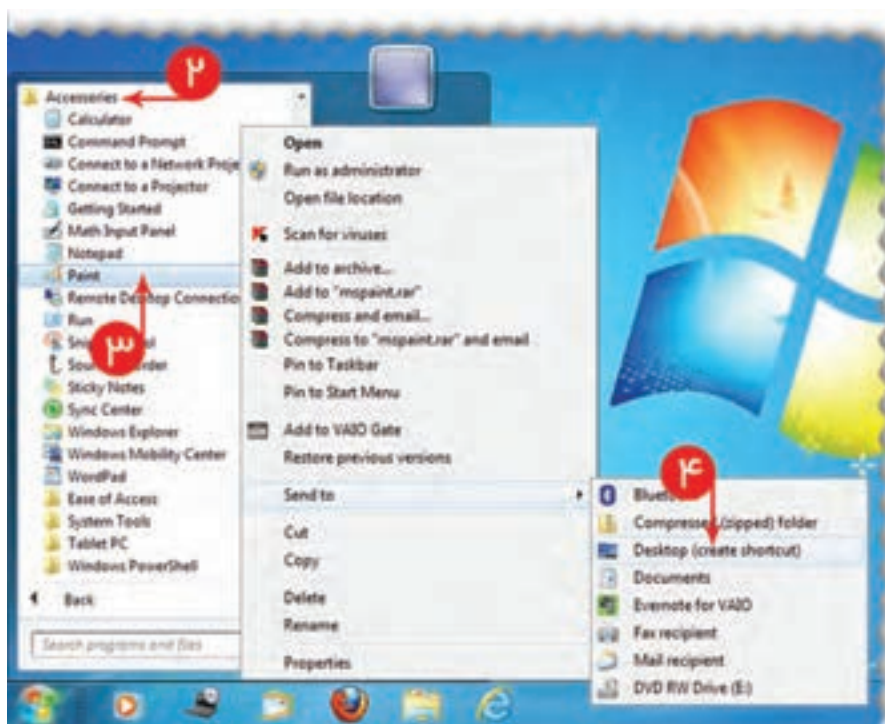 ۲
Accessories
Calculator
Command Prompt
Connect to a Network Proje
Connect to a Projector
Getting Started
Math Input Panel
Notepad
Paint
Remote Desktop Connectio
Run
۳
Sticky Notes
Sync Center
Windows Explorer
Windows Mobility Center
WordPad
Ease of Access
System Tools
Tablet PC
Windows PowerShell
Back
Search programs and files
Open
Run as administrator
Open file location
Scan for viruses
Add to archive...
Add to "mspaint.rar"
Compress and email...
Compress to "mspaint.rar" and email
Pin to Taskbar
Pin to Start Menu
Add to VAIO Gate
Restore previous versions
Send to
Cut
Copy
Delete
Rename
Properties
۴
Compressed (zipped) folder
Desktop (create shortcut)
Documents
Evernote for VAIO
Fax recipient
Mail recipient
DVD RW Drive (E:)